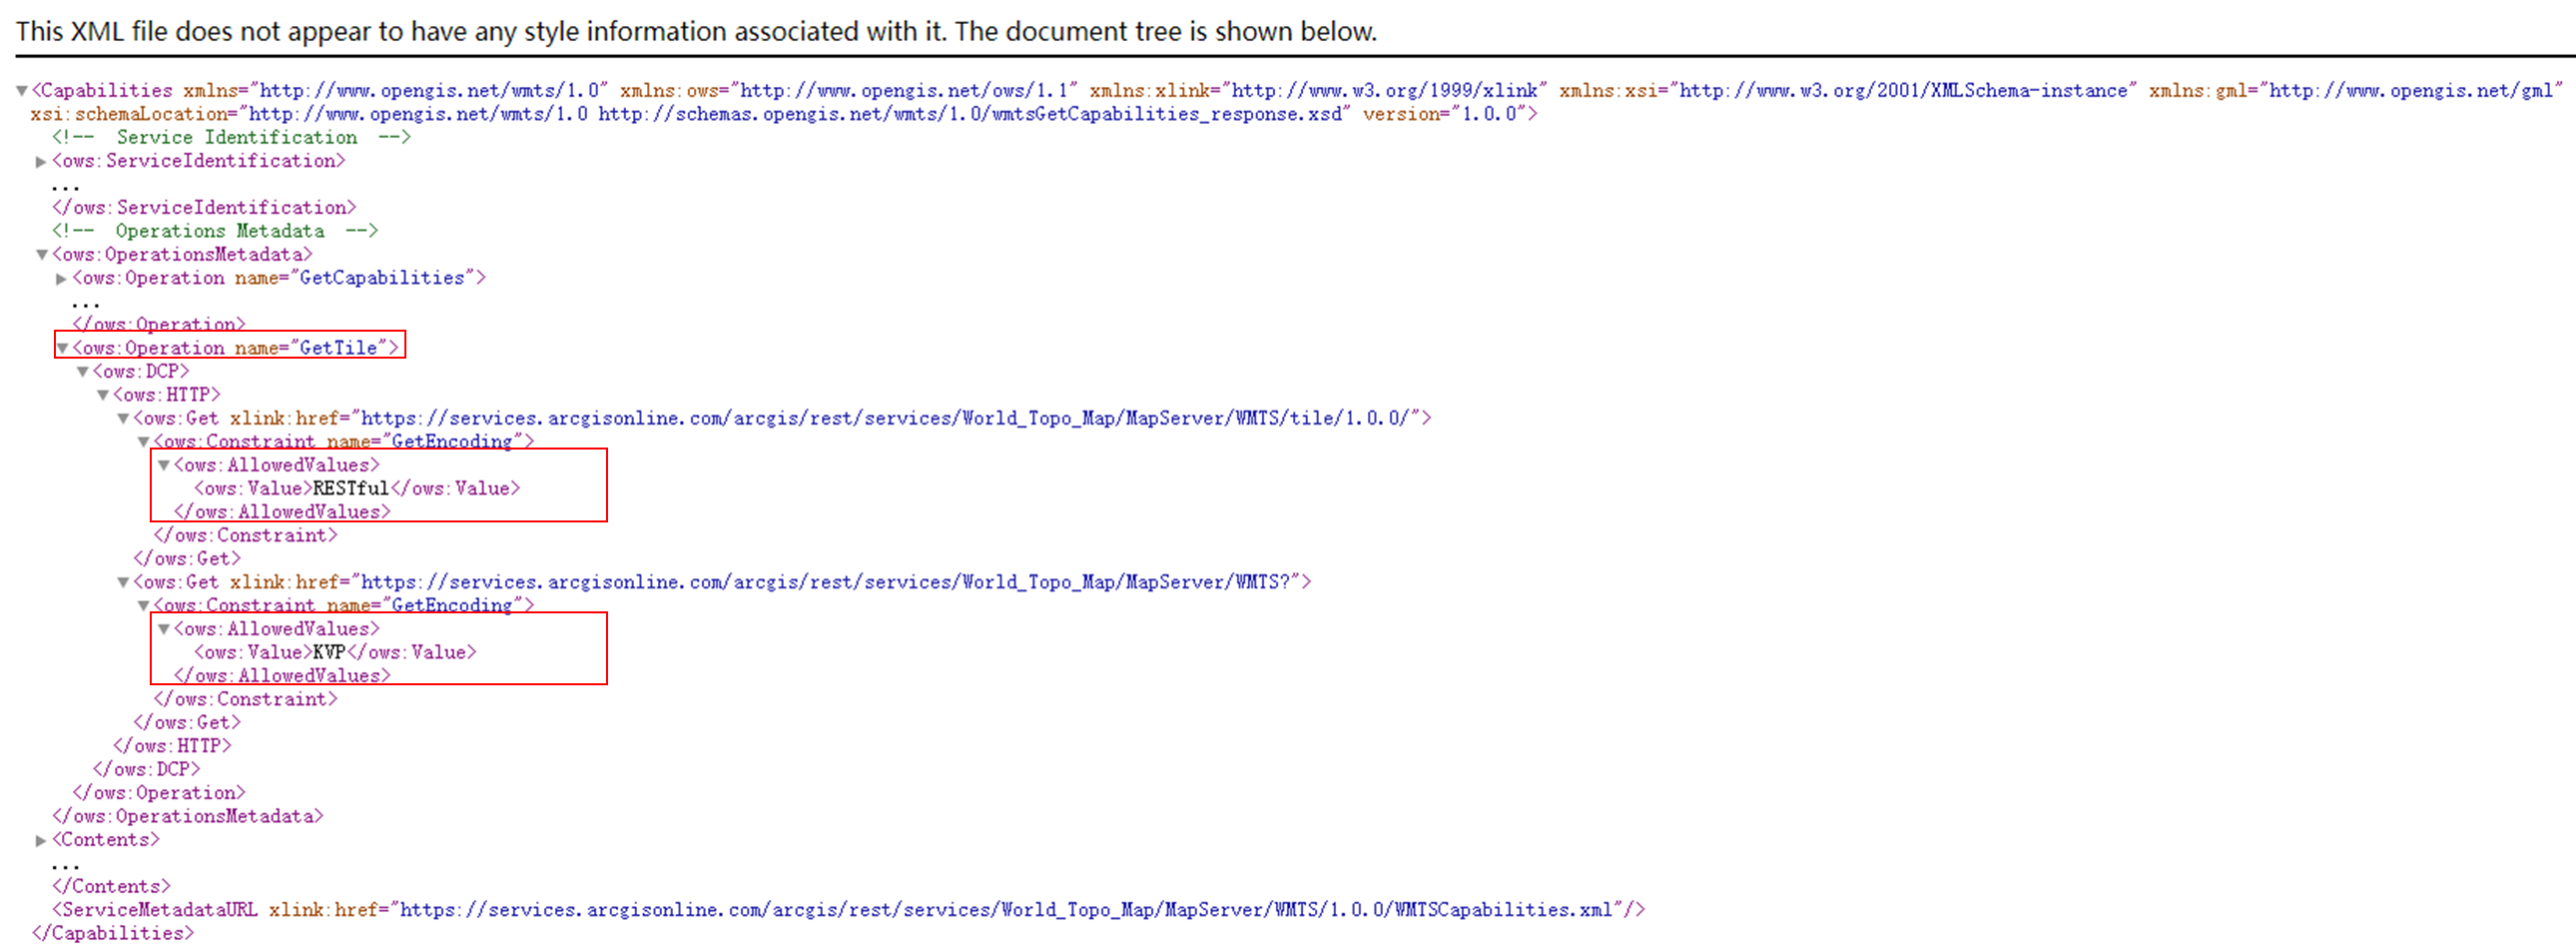 This XML file does not appear to have any style information associated with it. The document tree is shown below.
▼<Capabilities xmlns="http://www.opengis.net/wmts/1.0" xmlns:ows="http://www.opengis.net/ows/1.1" xmlns:xlink="http://www.w3.org/1999/xlink" xmlns:xsi="http://www.w3.org/2001/XMLSchema-instance" xmlns:gml="http://www.opengis.net/gml"
xsi:schemaLocation="http://www.opengis.net/wmts/1.0 http://schemas.opengis.net/wmts/1.0/wmtsGetCapabilities_response.xsd" version="1.0.0">
<!-- Service Identification -->
▶<ows:ServiceIdentification>
...
</ows:ServiceIdentification>
<!-- Operations Metadata -->
▼<ows:OperationsMetadata>
▶<ows:Operation name="GetCapabilities">
...
</ows:Operation>
▼<ows:Operation name="GetTile">
▼<ows:DCP>
▼<ows:HTTP>
▼<ows:Get xlink:href="https://services.arcgisonline.com/arcgis/rest/services/World_Topo_Map/MapServer/WMTS/tile/1.0.0/">
▼<ows:Constraint name="GetEncoding">
▼<ows:AllowedValues>
<ows:Value>RESTful</ows:Value>
</ows:AllowedValues>
</ows:Constraint>
</ows:Get>
▼<ows:Get xlink:href="https://services.arcgisonline.com/arcgis/rest/services/World_Topo_Map/MapServer/WMTS?">
▼<ows:Constraint name="GetEncoding">
▼<ows:AllowedValues>
<ows:Value>KVP</ows:Value>
</ows:AllowedValues>
</ows:Constraint>
</ows:Get>
</ows:HTTP>
</ows:DCP>
</ows:Operation>
</ows:OperationsMetadata>
▶<Contents>
...
</Contents>
<ServiceMetadataURL xlink:href="https://services.arcgisonline.com/arcgis/rest/services/World_Topo_Map/MapServer/WMTS/1.0.0/WMTSCapabilities.xml"/>
</Capabilities>